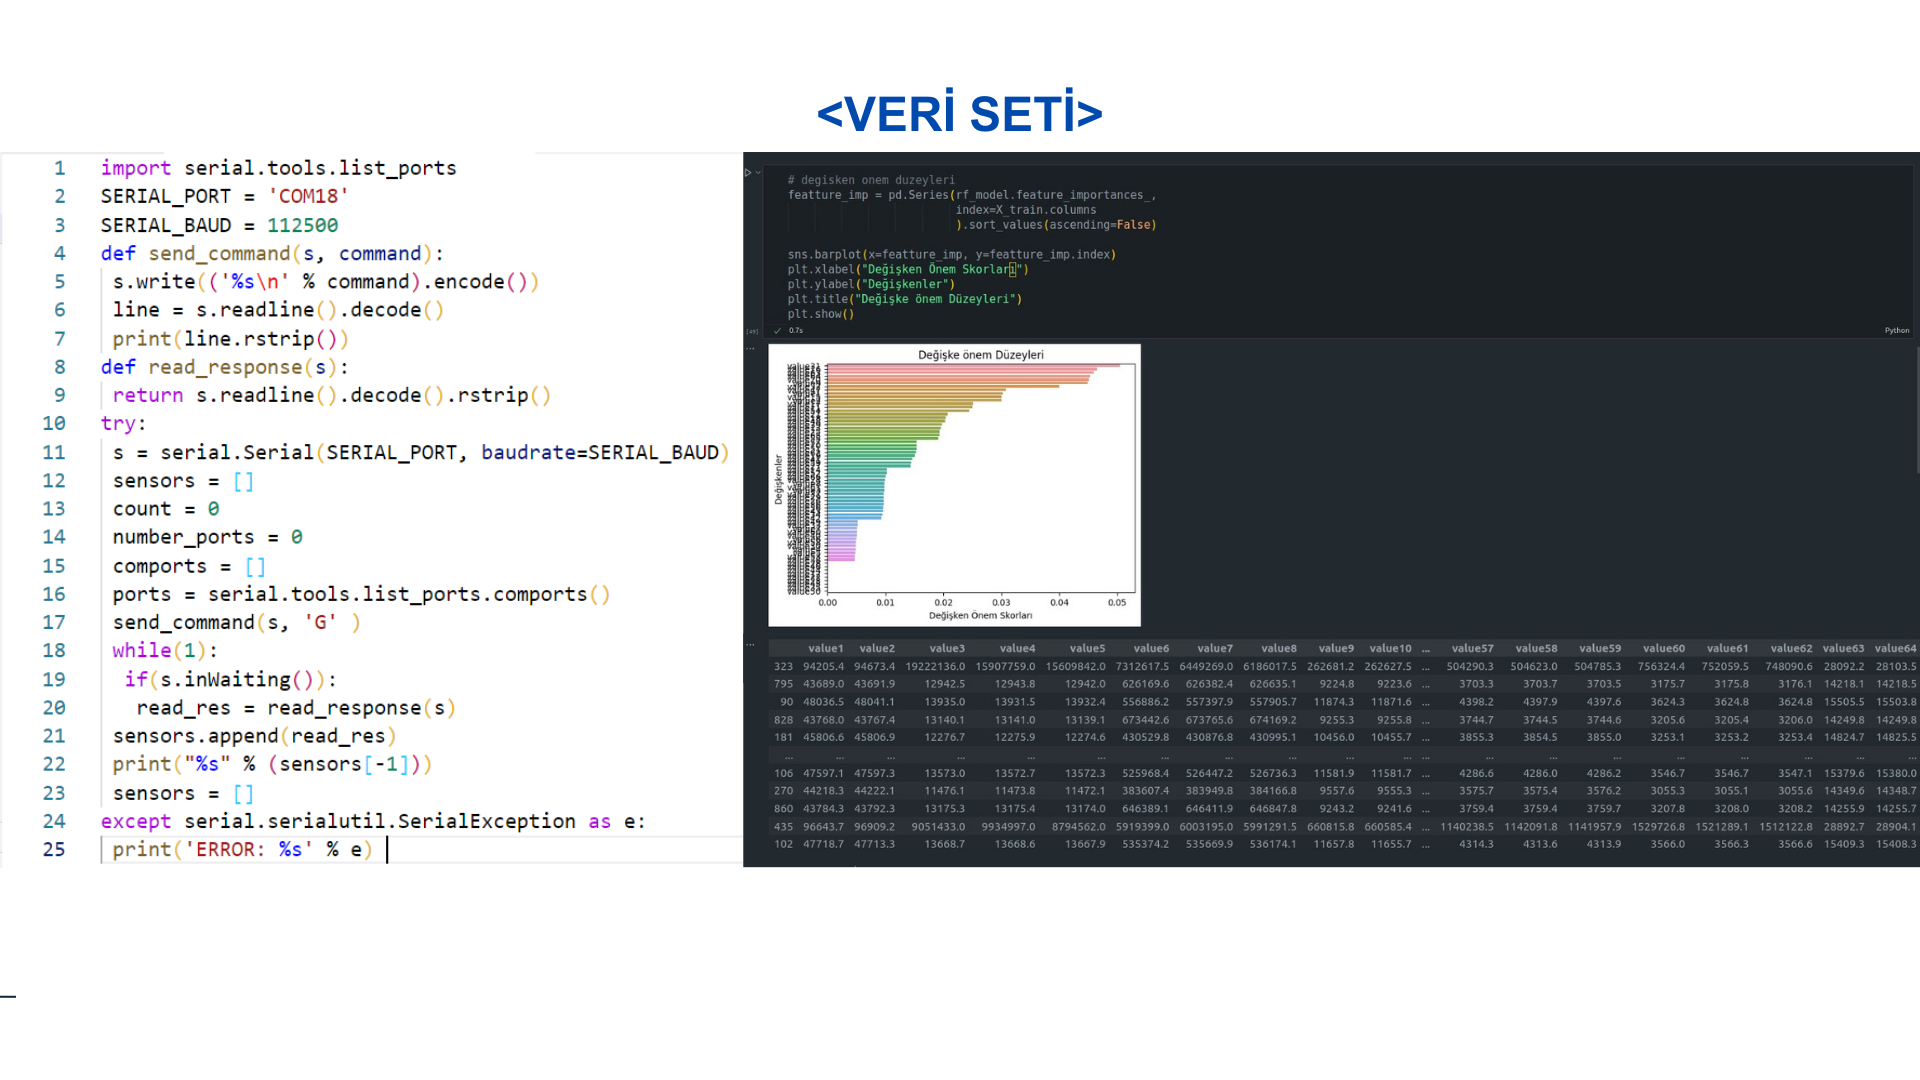 <VERİ SETİ>
1 import serial.tools.list_ports
2 SERIAL_PORT = 'COM18'
3 SERIAL_BAUD = 112500
4 def send_command(s, command):
5 s.write(('%s\n' % command).encode())
6 line = s.readline().decode()
7 print(line.rstrip())
8 def read_response(s):
9 return s.readline().decode().rstrip()
10 try:
11 s = serial.Serial(SERIAL_PORT, baudrate=SERIAL_BAUD)
12 sensors = []
13 count = 0
14 number_ports = 0
15 comports = []
16 ports = serial.tools.list_ports.comports()
17 send_command(s, 'G' )
18 while(1):
19 if(s.inWaiting()):
20 read_res = read_response(s)
21 sensors.append(read_res)
22 print("%s" % (sensors[-1]))
23 sensors = []
24 except serial.serialutil.SerialException as e:
25 print('ERROR: %s' % e)
# degisken onem duzeyleri
featture_imp = pd.Series(rf_model.feature_importances_,
index=X_train.columns
).sort_values(ascending=False)
sns.barplot(x=featture_imp, y=featture_imp.index)
plt.xlabel("Değişken Önem Skorları")
plt.ylabel("Değişkenler")
plt.title("Değişke önem Düzeyleri")
plt.show()
0.7s
Python
Değişke önem Düzeyleri
Değişkenler
0.00 0.01 0.02 0.03 0.04 0.05
Değişken Önem Skorları
value1 value2 value3 value4 value5 value6 value7 value8 value9 value10 ... value57 value58 value59 value60 value61 value62 value63 value64
323 94205.4 94673.4 19222136.0 15907759.0 15609842.0 7312617.5 6449269.0 6186017.5 262681.2 262627.5 ... 504290.3 504623.0 504785.3 756324.4 752059.5 748090.6 28092.2 28103.5
795 43689.0 43691.9 12942.5 12943.8 12942.0 626169.6 626382.4 626635.1 9224.8 9223.6 ... 3703.3 3703.7 3703.5 3175.7 3175.8 3176.1 14218.1 14218.5
90 48036.5 48041.1 13935.0 13931.5 13932.4 556886.2 557397.9 557905.7 11874.3 11871.6 ... 4398.2 4397.9 4397.6 3624.3 3624.8 3624.8 15505.5 15503.8
828 43768.0 43767.4 13140.1 13141.0 13139.1 673442.6 673765.6 674169.2 9255.3 9255.8 ... 3744.7 3744.5 3744.6 3205.6 3205.4 3206.0 14249.8 14249.8
181 45806.6 45806.9 12276.7 12275.9 12274.6 430529.8 430876.8 430995.1 10456.0 10455.7 ... 3855.3 3854.5 3855.0 3253.1 3253.2 3253.4 14824.7 14825.5
... ... ... ... ... ... ... ... ... ... ... ... ... ... ... ... ... ... ...
106 47597.1 47597.3 13573.0 13572.7 13572.3 525968.4 526447.2 526736.3 11581.9 11581.7 ... 4286.6 4286.0 4286.2 3546.7 3546.7 3547.1 15379.6 15380.0
270 44218.3 44222.1 11476.1 11473.8 11472.1 383607.4 383949.8 384166.8 9557.6 9555.3 ... 3575.7 3575.4 3576.2 3055.3 3055.1 3055.6 14349.6 14348.7
860 43784.3 43792.3 13175.3 13175.4 13174.0 646389.1 646411.9 646847.8 9243.2 9241.6 ... 3759.4 3759.4 3759.7 3207.8 3208.0 3208.2 14255.9 14255.7
435 96643.7 96909.2 9051433.0 9934997.0 8794562.0 5919399.0 6003195.0 5991291.5 660815.8 660585.4 ... 1140238.5 1142091.8 1141957.9 1529726.8 1521289.1 1512122.8 28892.7 28904.1
102 47718.7 47713.3 13668.7 13668.6 13667.9 535374.2 535669.9 536174.1 11657.8 11655.7 ... 4314.3 4313.6 4313.9 3566.0 3566.3 3566.6 15409.3 15408.3